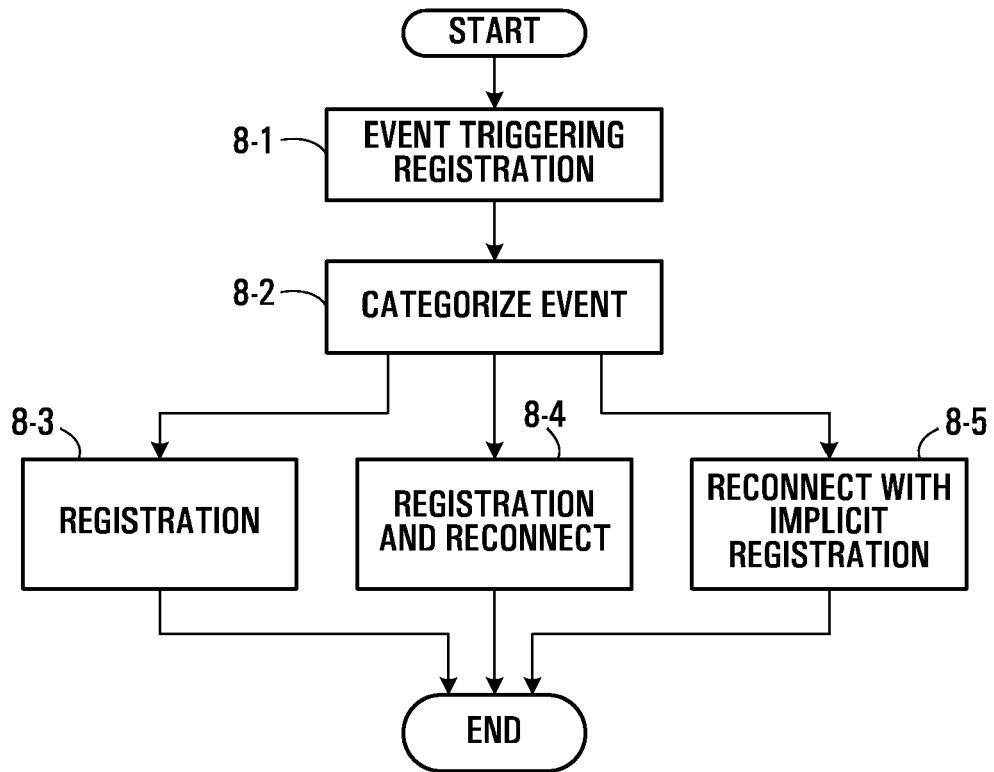 START
8-1
EVENT TRIGGERING
REGISTRATION
8-2
CATEGORIZE EVENT
8-3
REGISTRATION
8-4
REGISTRATION
AND RECONNECT
8-5
RECONNECT WITH
IMPLICIT
REGISTRATION
END